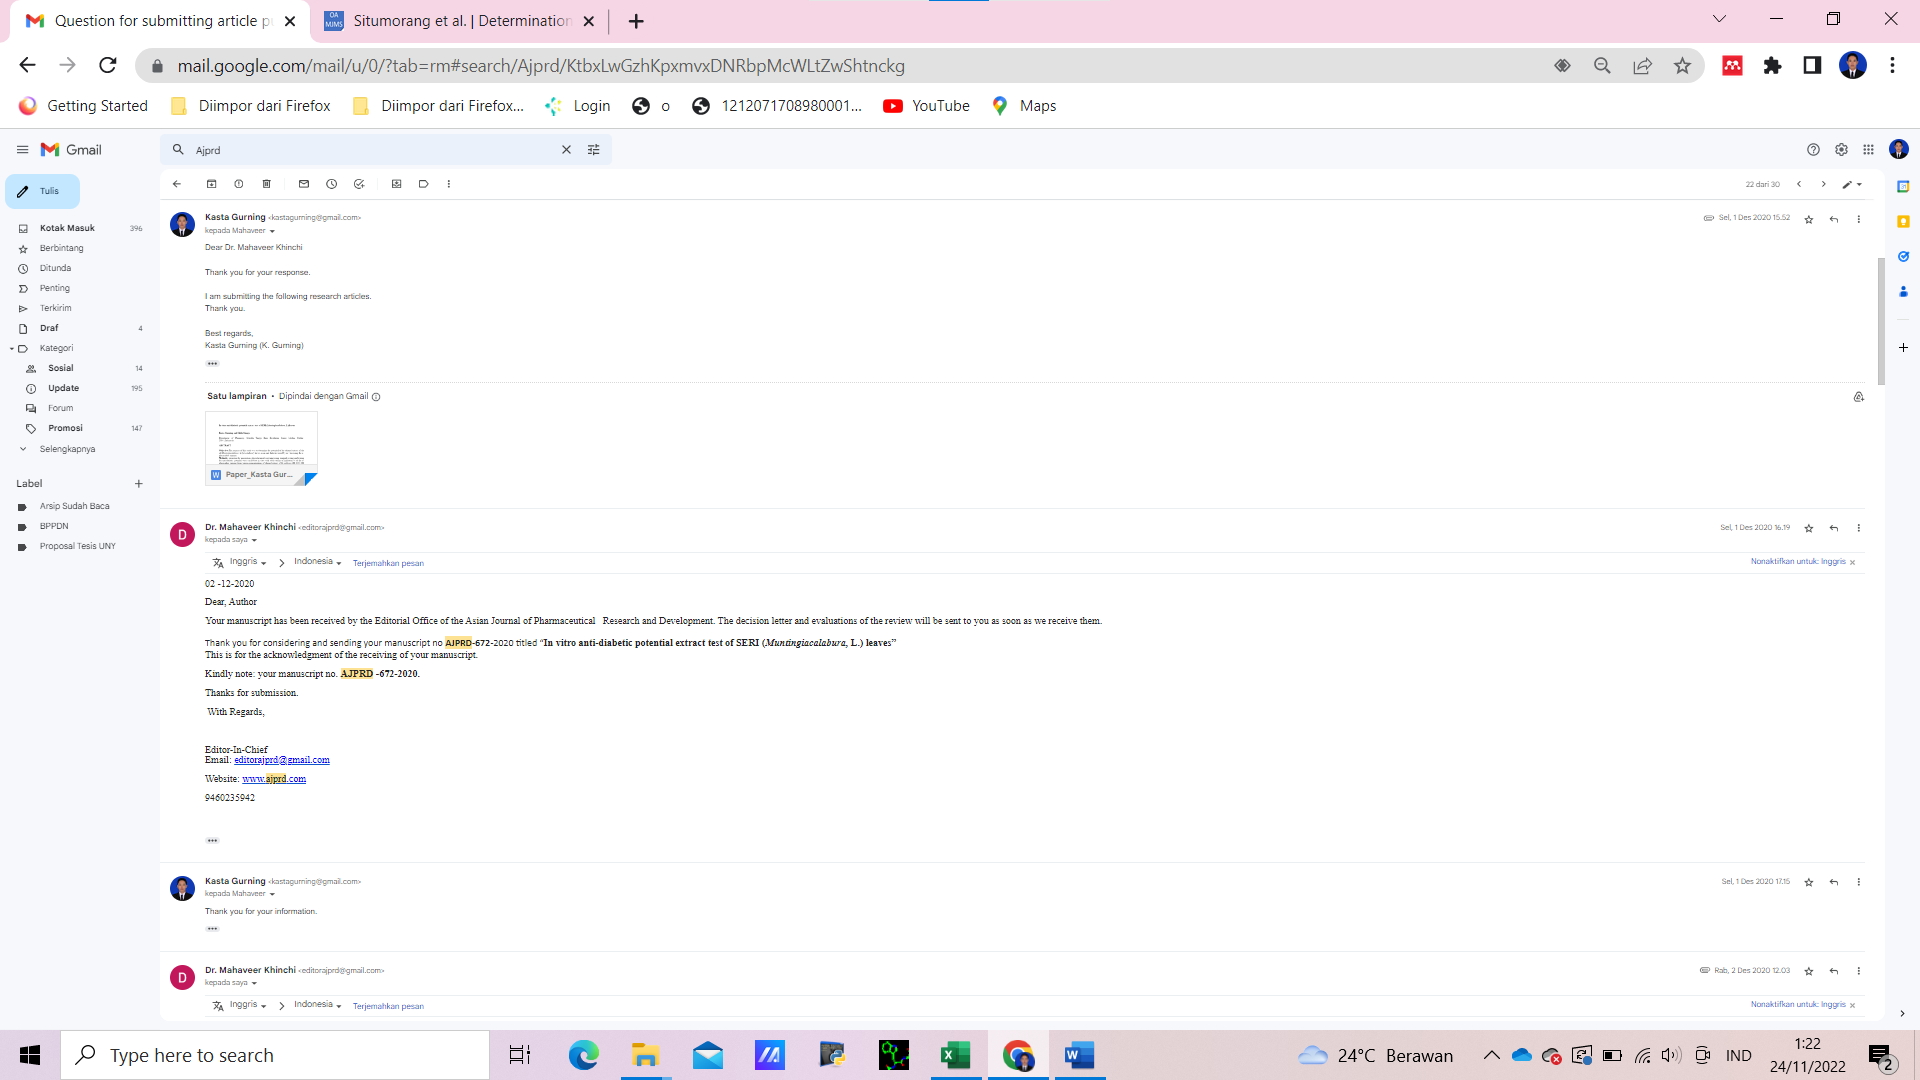 Question for submitting article p
Situmorang et al. | Determination
mail.google.com/mail/u/0/?tab=rm#search/Ajprd/KtbxLwGzhKpxmvxDNRbpMcWLtZwShtnckg
Getting Started
Diimpor dari Firefox
Diimpor dari Firefox...
Login
o
1212071708980001...
YouTube
Maps
Gmail
Ajprd
Tulis
22 dari 30
Kotak Masuk 396
Berbintang
Ditunda
Penting
Terkirim
Draf 4
Kategori
Sosial 14
Update 195
Forum
Promosi 147
Selengkapnya
Label
Arsip Sudah Baca
BPPDN
Proposal Tesis UNY
Kasta Gurning <kastagurning@gmail.com>
Sel, 1 Des 2020 15.52
kepada Mahaveer
Dear Dr. Mahaveer Khinchi
Thank you for your response.
I am submitting the following research articles.
Thank you.
Best regards,
Kasta Gurning (K. Gurning)
Satu lampiran • Dipindai dengan Gmail
Paper_Kasta Gur...
Dr. Mahaveer Khinchi <editorajprd@gmail.com>
Sel, 1 Des 2020 16.19
kepada saya
Inggris > Indonesia Terjemahkan pesan
Nonaktifkan untuk: Inggris x
02 -12-2020
Dear, Author
Your manuscript has been received by the Editorial Office of the Asian Journal of Pharmaceutical Research and Development. The decision letter and evaluations of the review will be sent to you as soon as we receive them.
Thank you for considering and sending your manuscript no AJPRD-672-2020 titled “In vitro anti-diabetic potential extract test of SERI (Muntingiacalabura, L.) leaves”
This is for the acknowledgment of the receiving of your manuscript.
Kindly note: your manuscript no. AJPRD -672-2020.
Thanks for submission.
With Regards,
Editor-In-Chief
Email: editorajprd@gmail.com
Website: www.ajprd.com
9460235942
Kasta Gurning <kastagurning@gmail.com>
Sel, 1 Des 2020 17.15
kepada Mahaveer
Thank you for your information.
Dr. Mahaveer Khinchi <editorajprd@gmail.com>
Rab, 2 Des 2020 12.03
kepada saya
Inggris > Indonesia Terjemahkan pesan
Nonaktifkan untuk: Inggris x
Type here to search
24°C Berawan
IND
1:22
24/11/2022
2